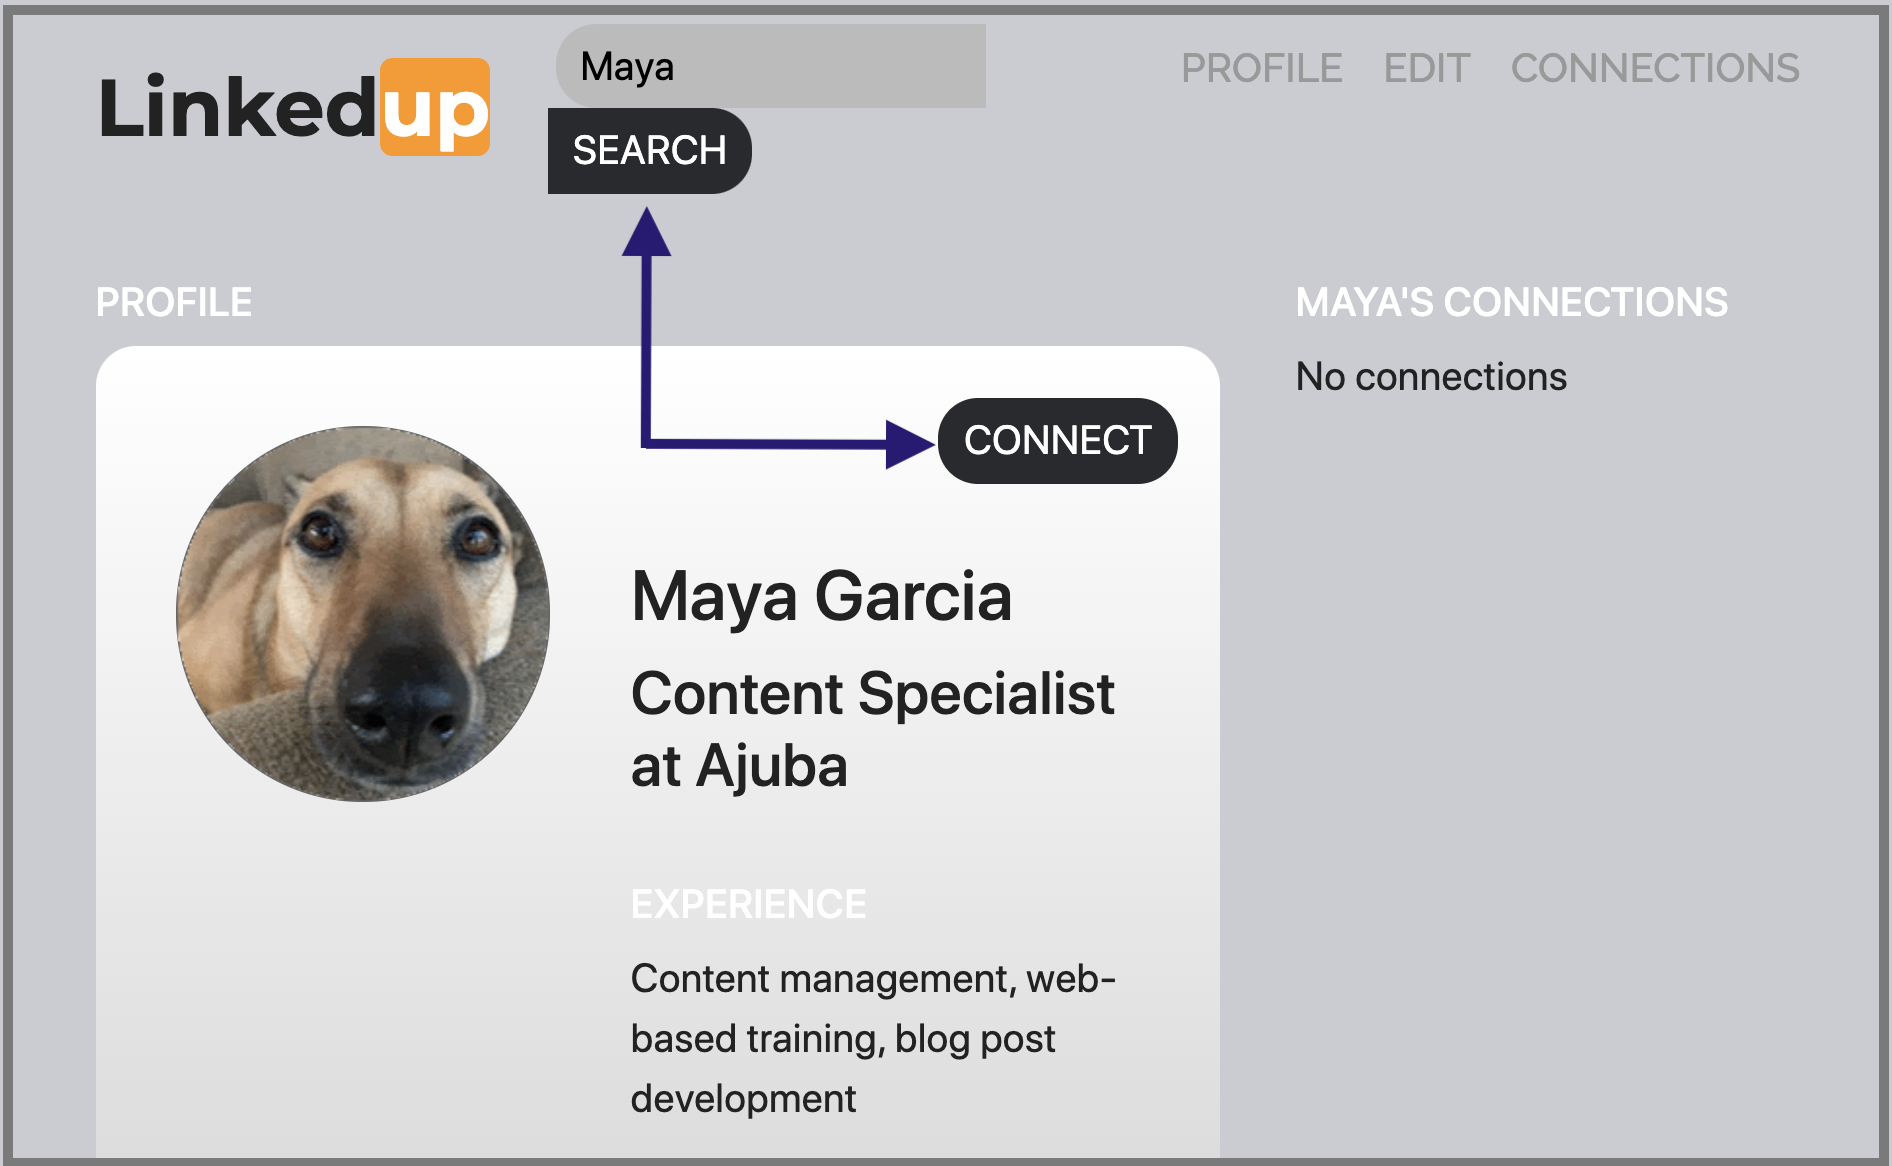 Linkedup
Maya
SEARCH
PROFILE EDIT CONNECTIONS
PROFILE
CONNECT
Maya Garcia
Content Specialist
at Ajuba
EXPERIENCE
Content management, web-
based training, blog post
development
MAYA'S CONNECTIONS
No connections